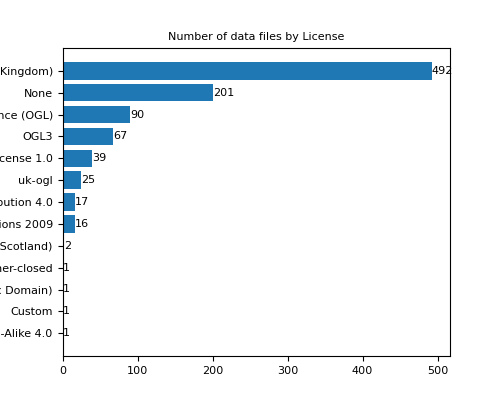 Number of data files by License
Kingdom) 492
None 201
nce (OGL) 90
OGL3 67
cense 1.0 39
uk-ogl 25
bution 4.0 17
ions 2009 16
Scotland) 2
her-closed 1
t Domain) 1
Custom 1
-Alike 4.0 1
0 100 200 300 400 500